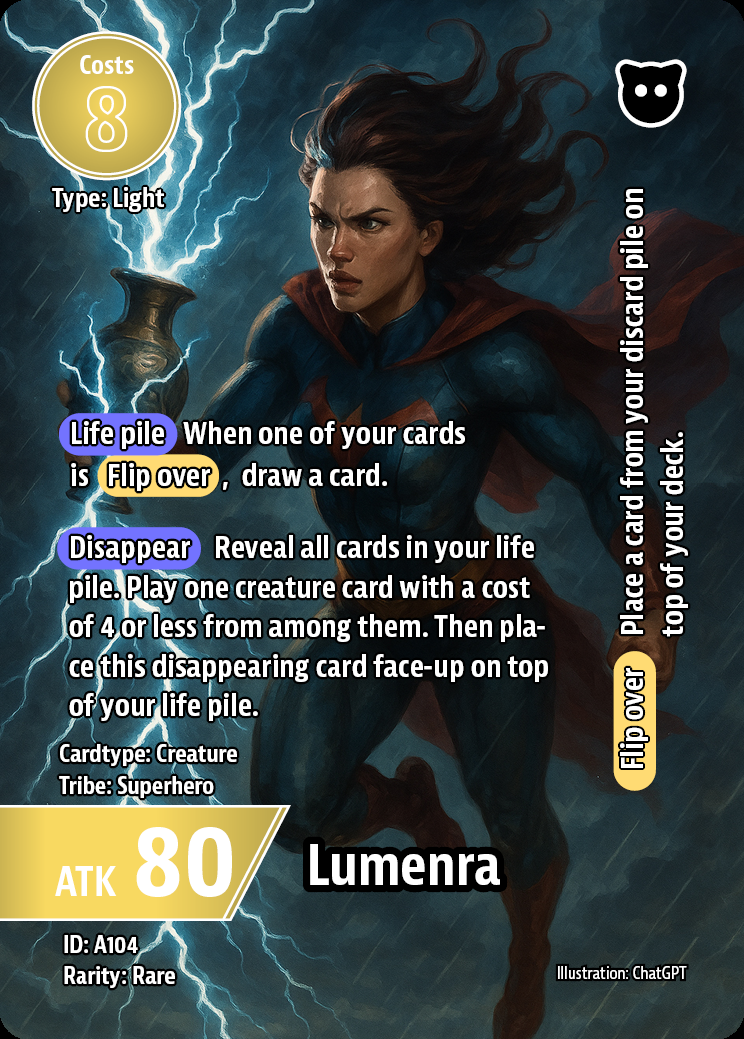 Costs
8
Type: Light
Life pile When one of your cards
is Flip over, draw a card.
Disappear Reveal all cards in your life
pile. Play one creature card with a cost
of 4 or less from among them. Then pla-
ce this disappearing card face-up on top
of your life pile.
Cardtype: Creature
Tribe: Superhero
ATK 80
Lumenra
ID: A104
Rarity: Rare
Illustration: ChatGPT
Flip over Place a card from your discard pile on
top of your deck.